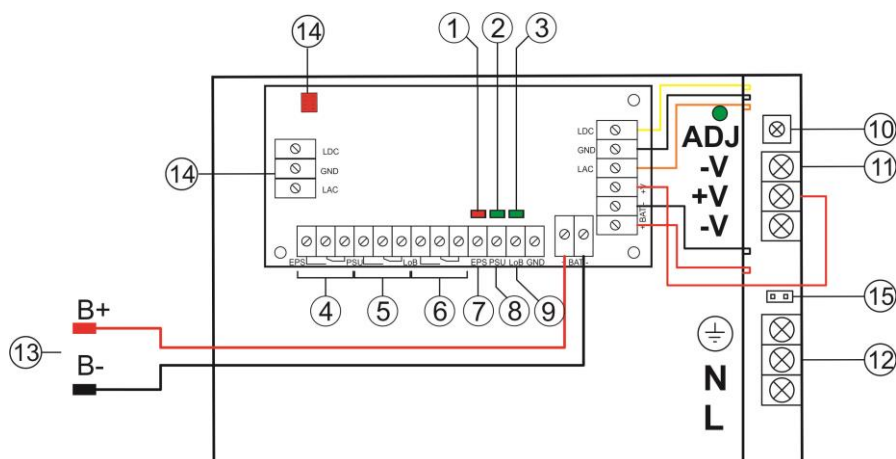 1 2 3
14
LDC
GND
LAC
14
LDC
GND
LAC
+V
- BAT -
ADJ
-V
+V
-V
10
11
EPS PSU LoB EPS PSU LoB GND
+ BAT -
4 5 6 7 8 9
15
B+
13
B-
N
L
12